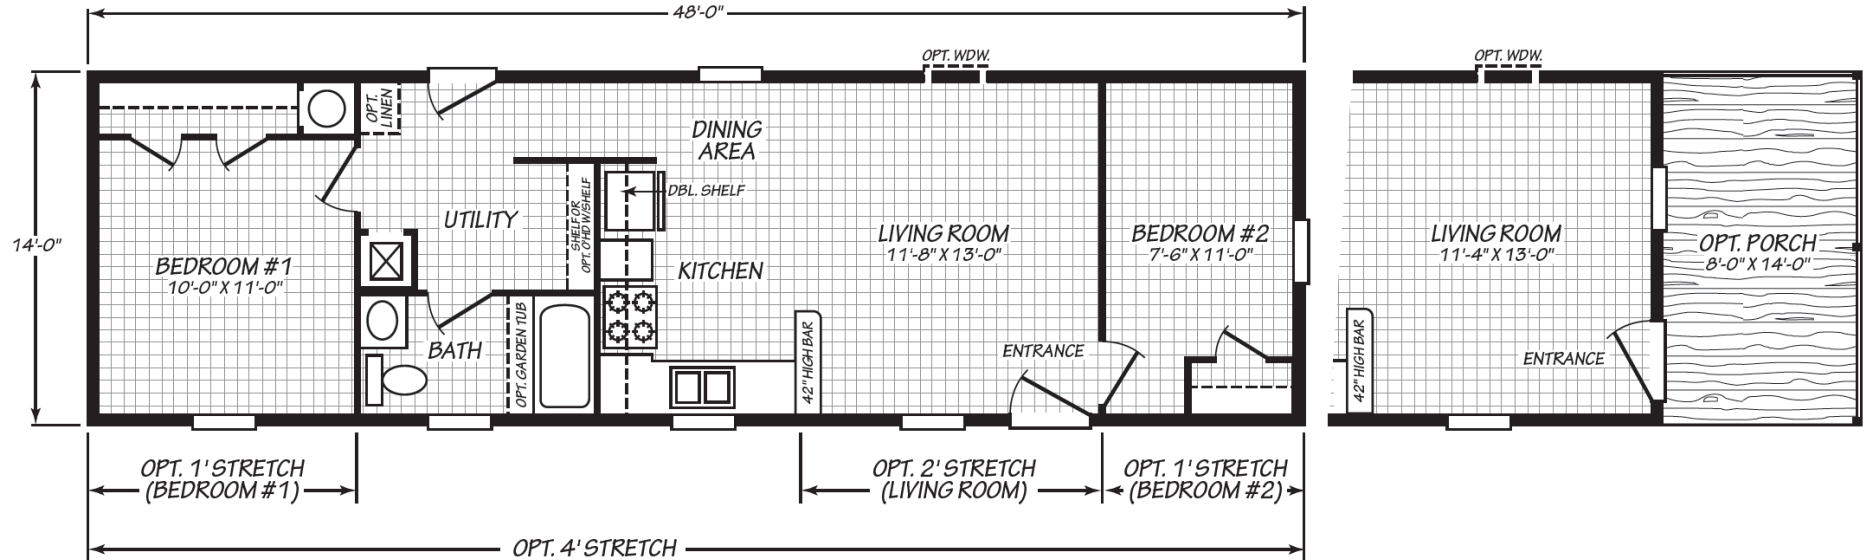 48'-0"
14'-0"
OPT.
LINEN
OPT. WDW.
DINING
AREA
DBL. SHELF
UTILITY
SHELF OR
OPT. O'HD W/SHELF
BEDROOM #1
10'-0" X 11'-0"
KITCHEN
LIVING ROOM
11'-8" X 13'-0"
BEDROOM #2
7'-6" X 11'-0"
BATH
OPT. GARDEN TUB
42" HIGH BAR
ENTRANCE
OPT. 1' STRETCH
(BEDROOM #1)
OPT. 2' STRETCH
(LIVING ROOM)
OPT. 1' STRETCH
(BEDROOM #2)
OPT. 4' STRETCH
OPT. WDW.
LIVING ROOM
11'-4" X 13'-0"
OPT. PORCH
8'-0" X 14'-0"
42" HIGH BAR
ENTRANCE